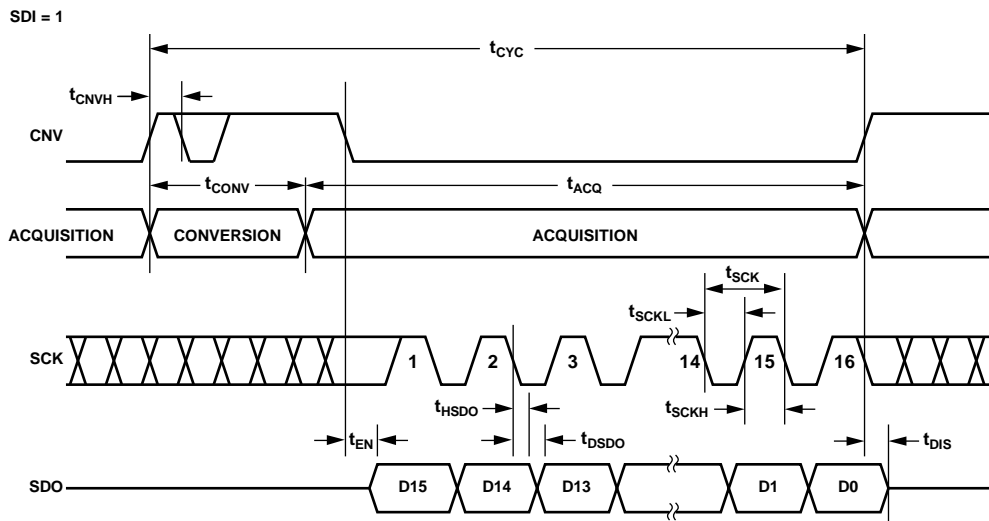 SDI = 1
tCYC
tCNVH
CNV
tCONV
tACQ
ACQUISITION
CONVERSION
ACQUISITION
tSCK
tSCKL
SCK
1
2
3
14
15
16
tHSDO
tSCKH
tEN
tDSDO
tDIS
SDO
D15
D14
D13
D1
D0